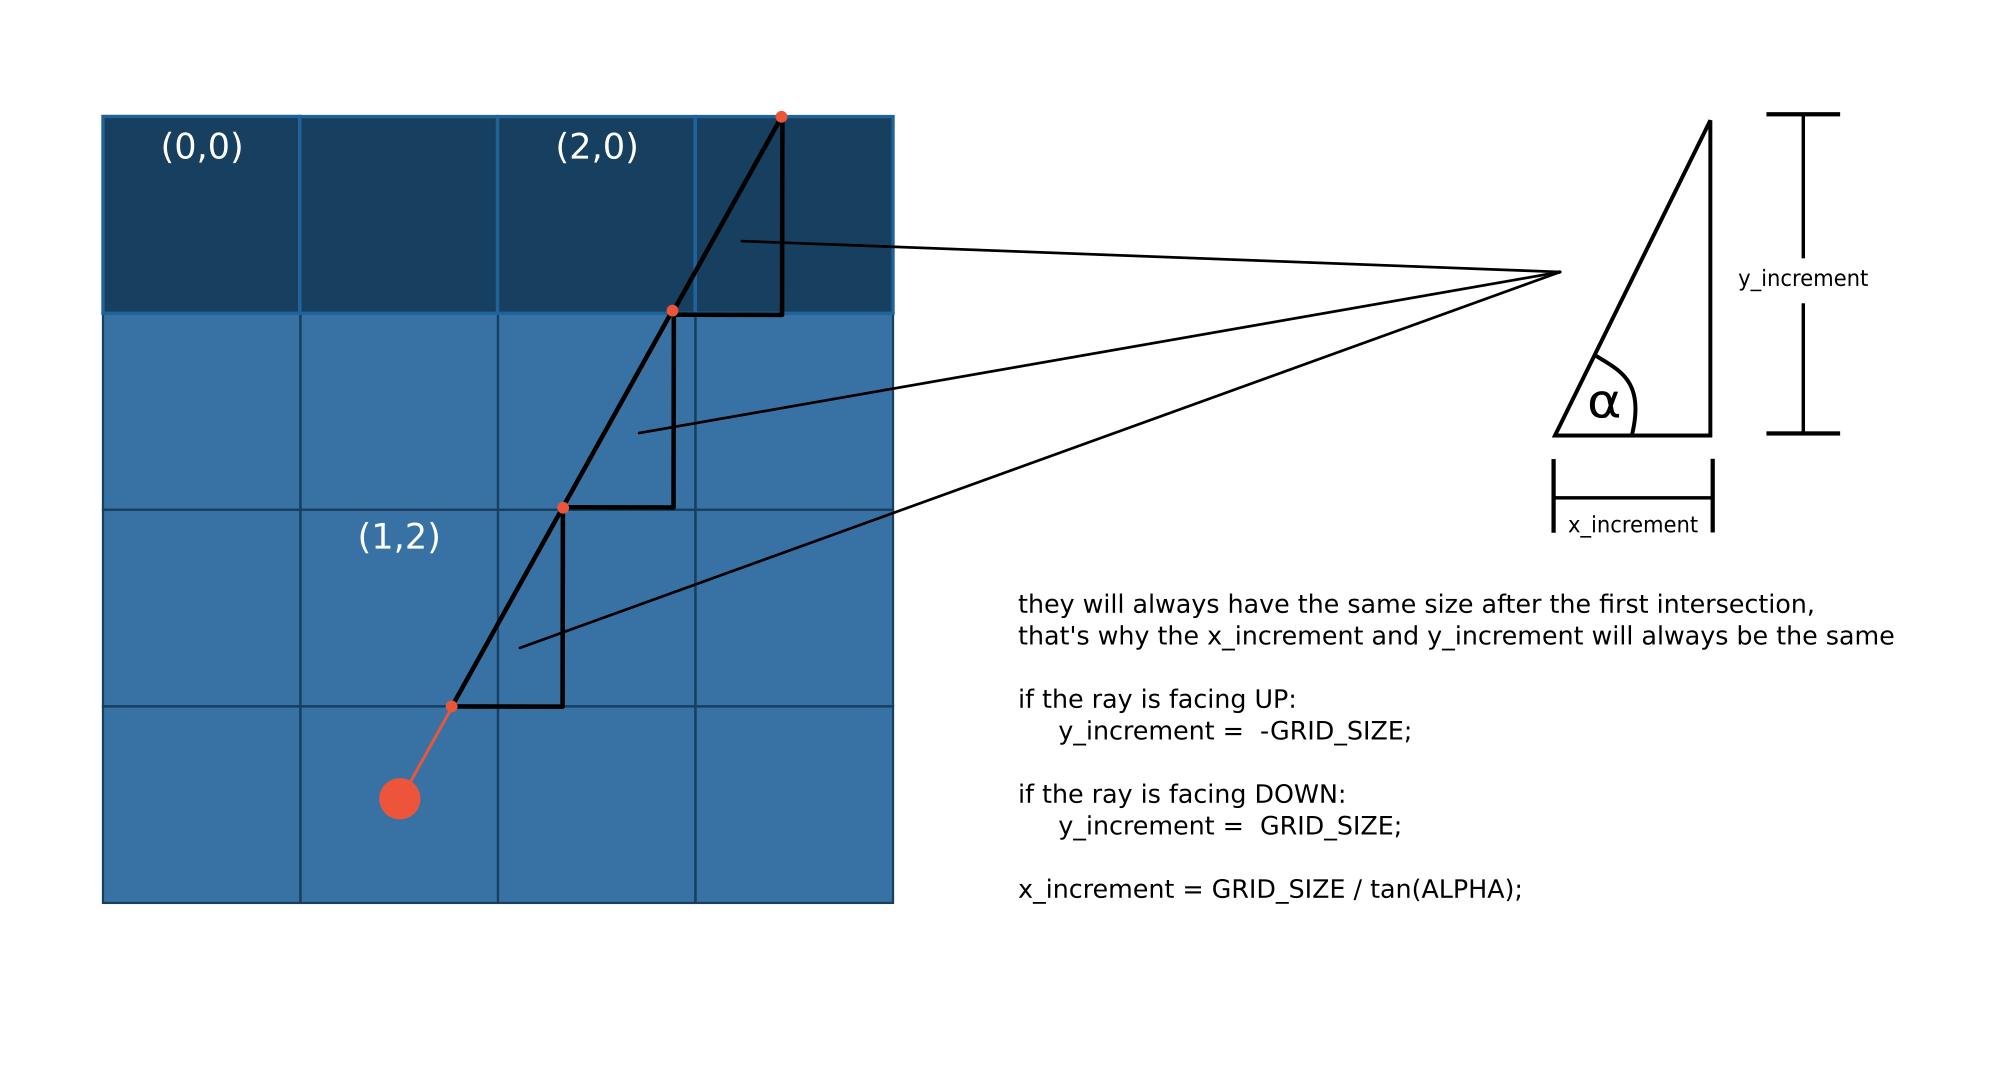 (0,0)
(2,0)
(1,2)
y_increment
α
x_increment
they will always have the same size after the first intersection,
that's why the x_increment and y_increment will always be the same
if the ray is facing UP:
y_increment =  -GRID_SIZE;
if the ray is facing DOWN:
y_increment =  GRID_SIZE;
x_increment = GRID_SIZE / tan(ALPHA);